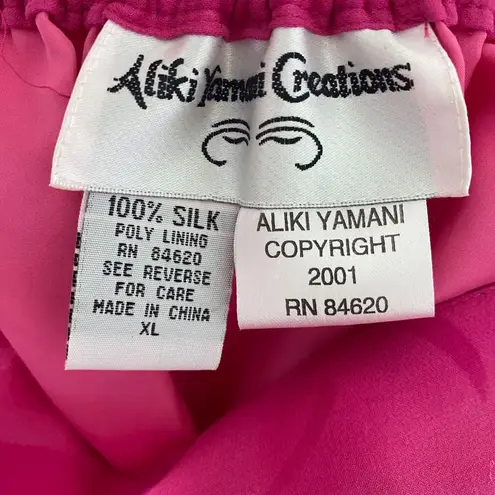 Aliki Yamani Creations
100% SILK
POLY LINING
RN 84620
SEE REVERSE
FOR CARE
MADE IN CHINA
XL
ALIKI YAMANI
COPYRIGHT
2001
RN 84620